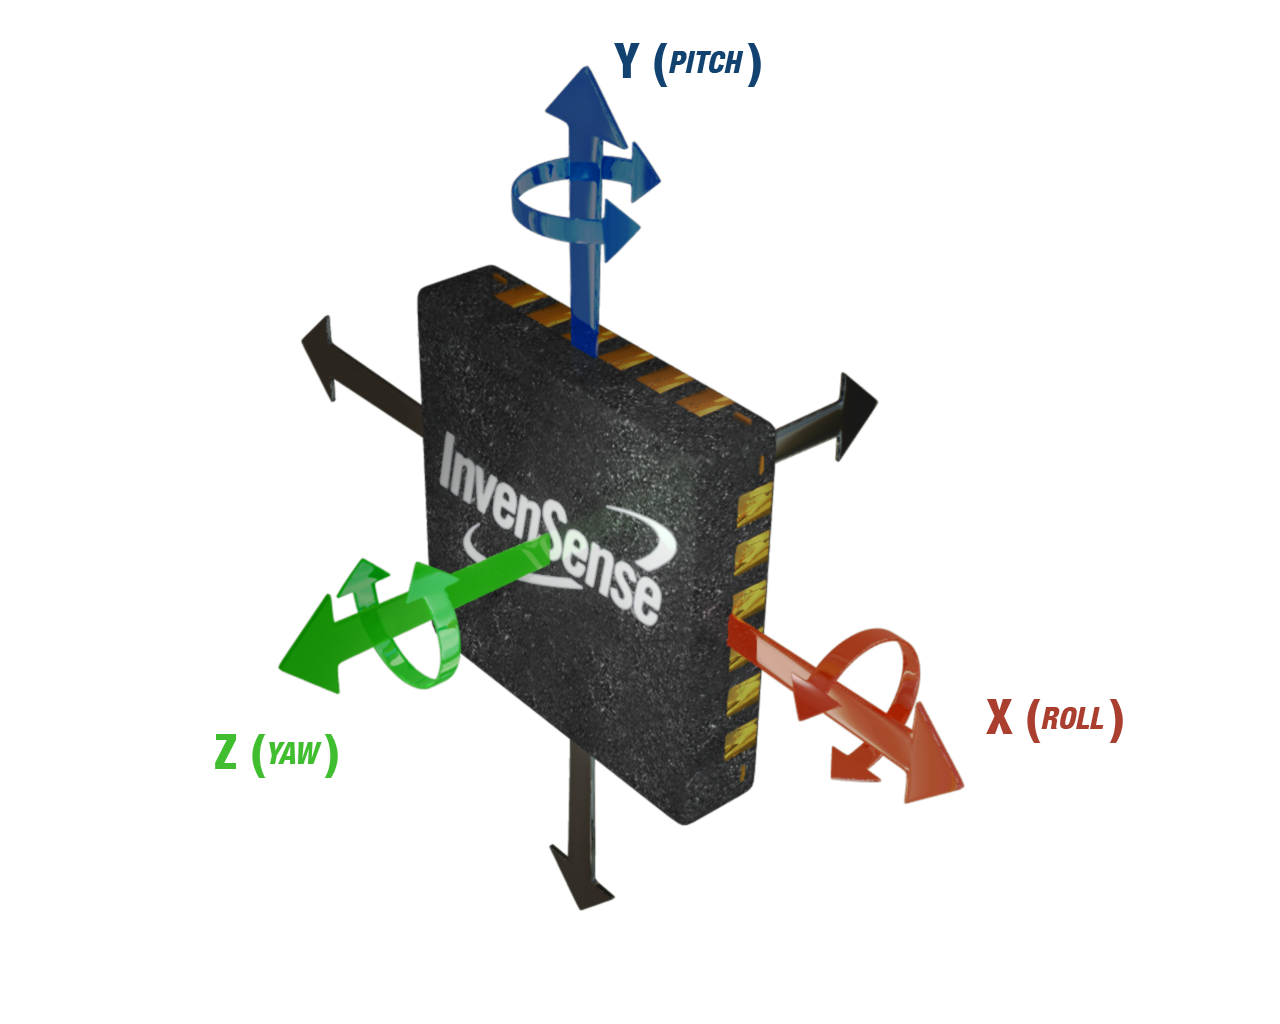 Y (PITCH)
InvenSense
X (ROLL)
Z (YAW)